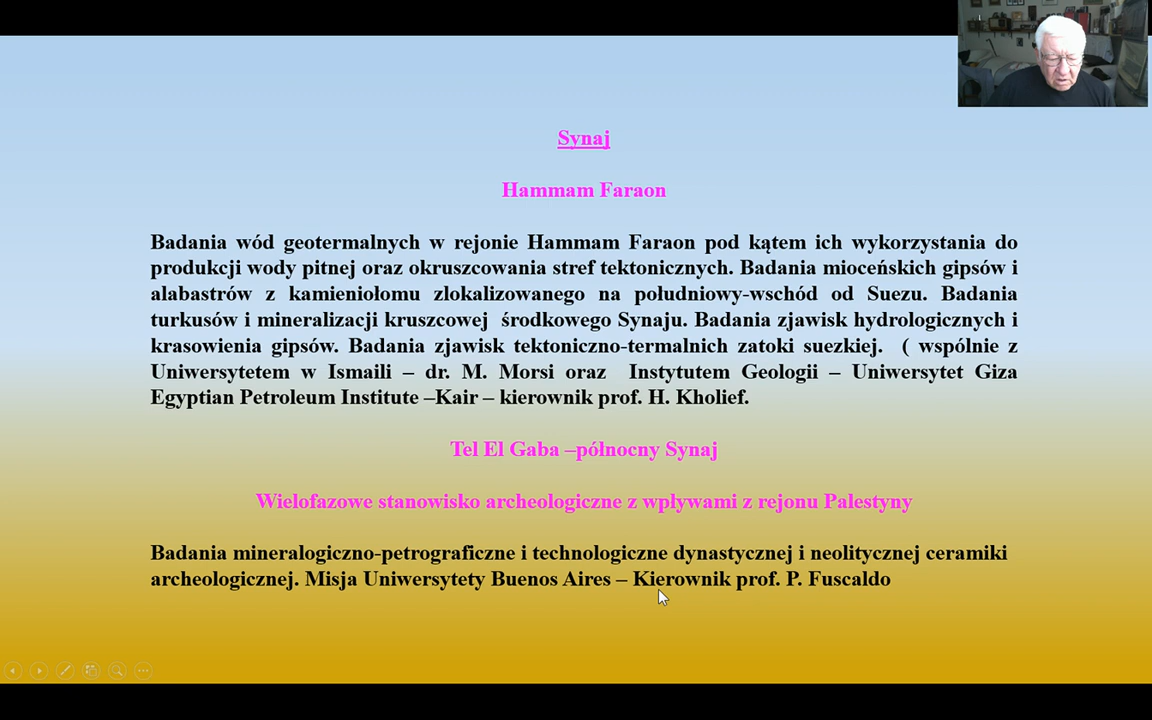 Synaj
Hammam Faraon
Badania wód geotermalnych w rejonie Hammam Faraon pod kątem ich wykorzystania do
produkcji wody pitnej oraz okruszcowania stref tektonicznych. Badania mioceńskich gipsów i
alabastrów z kamieniołomu zlokalizowanego na południowy-wschód od Suezu. Badania
turkusów i mineralizacji kruszcowej środkowego Synaju. Badania zjawisk hydrologicznych i
krasowienia gipsów. Badania zjawisk tektoniczno-termalnich zatoki suezkiej. ( wspólnie z
Uniwersytetem w Ismaili – dr. M. Morsi oraz Instytutem Geologii – Uniwersytet Giza
Egyptian Petroleum Institute –Kair – kierownik prof. H. Kholief.
Tel El Gaba –północny Synaj
Wielofazowe stanowisko archeologiczne z wpływami z rejonu Palestyny
Badania mineralogiczno-petrograficzne i technologiczne dynastycznej i neolitycznej ceramiki
archeologicznej. Misja Uniwersytety Buenos Aires – Kierownik prof. P. Fuscaldo